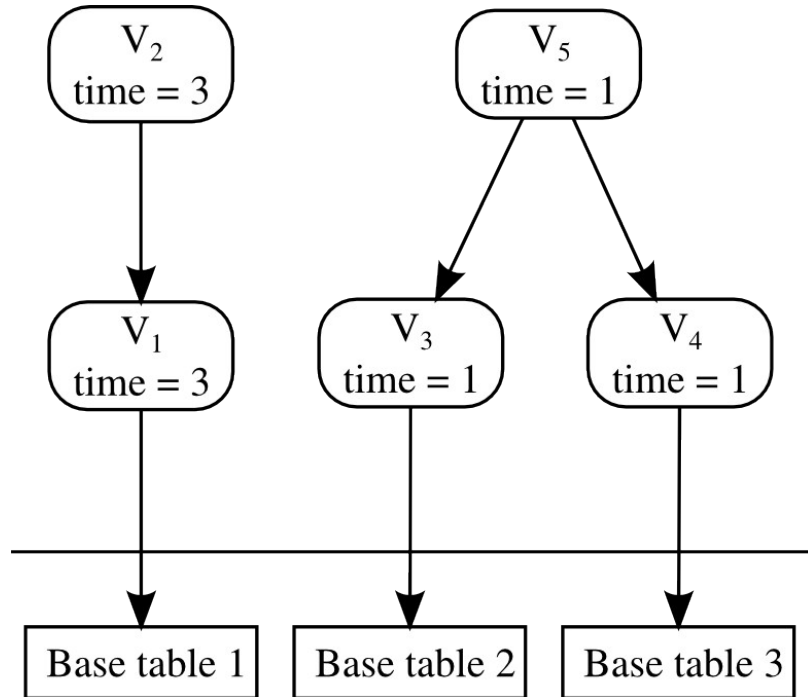 V₂
time = 3
V₅
time = 1
V₁
time = 3
V₃
time = 1
V₄
time = 1
Base table 1
Base table 2
Base table 3